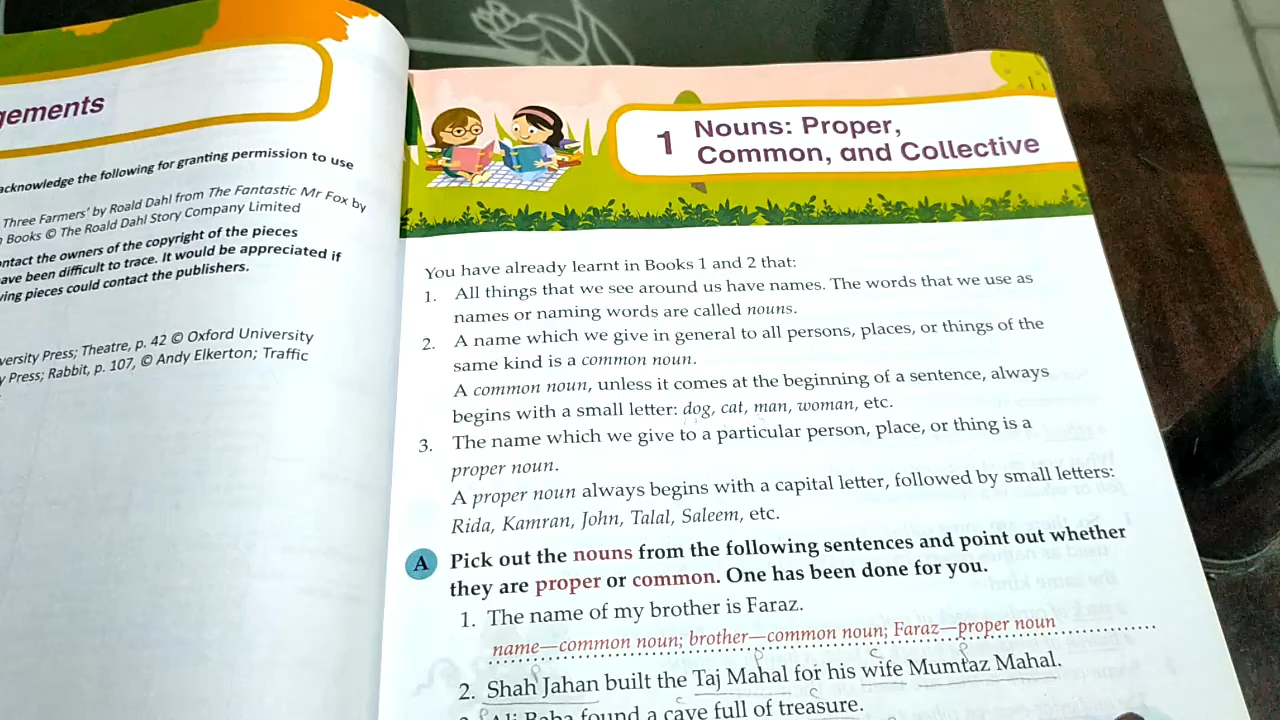 gements
acknowledge the following for granting permission to use
Three Farmers' by Roald Dahl from The Fantastic Mr Fox by
Books © The Roald Dahl Story Company Limited
ntact the owners of the copyright of the pieces
ave been difficult to trace. It would be appreciated if
ving pieces could contact the publishers.
versity Press; Theatre, p. 42 © Oxford University
y Press; Rabbit, p. 107, © Andy Elkerton; Traffic
1 Nouns: Proper,
Common, and Collective
You have already learnt in Books 1 and 2 that:
1. All things that we see around us have names. The words that we use as
names or naming words are called nouns.
2. A name which we give in general to all persons, places, or things of the
same kind is a common noun.
A common noun, unless it comes at the beginning of a sentence, always
begins with a small letter: dog, cat, man, woman, etc.
3. The name which we give to a particular person, place, or thing is a
proper noun.
A proper noun always begins with a capital letter, followed by small letters:
Rida, Kamran, John, Talal, Saleem, etc.
A Pick out the nouns from the following sentences and point out whether
they are proper or common. One has been done for you.
1. The name of my brother is Faraz.
name—common noun; brother—common noun; Faraz—proper noun
p p c p
2. Shah Jahan built the Taj Mahal for his wife Mumtaz Mahal.
p c c
Ali Baba found a cave full of treasure.